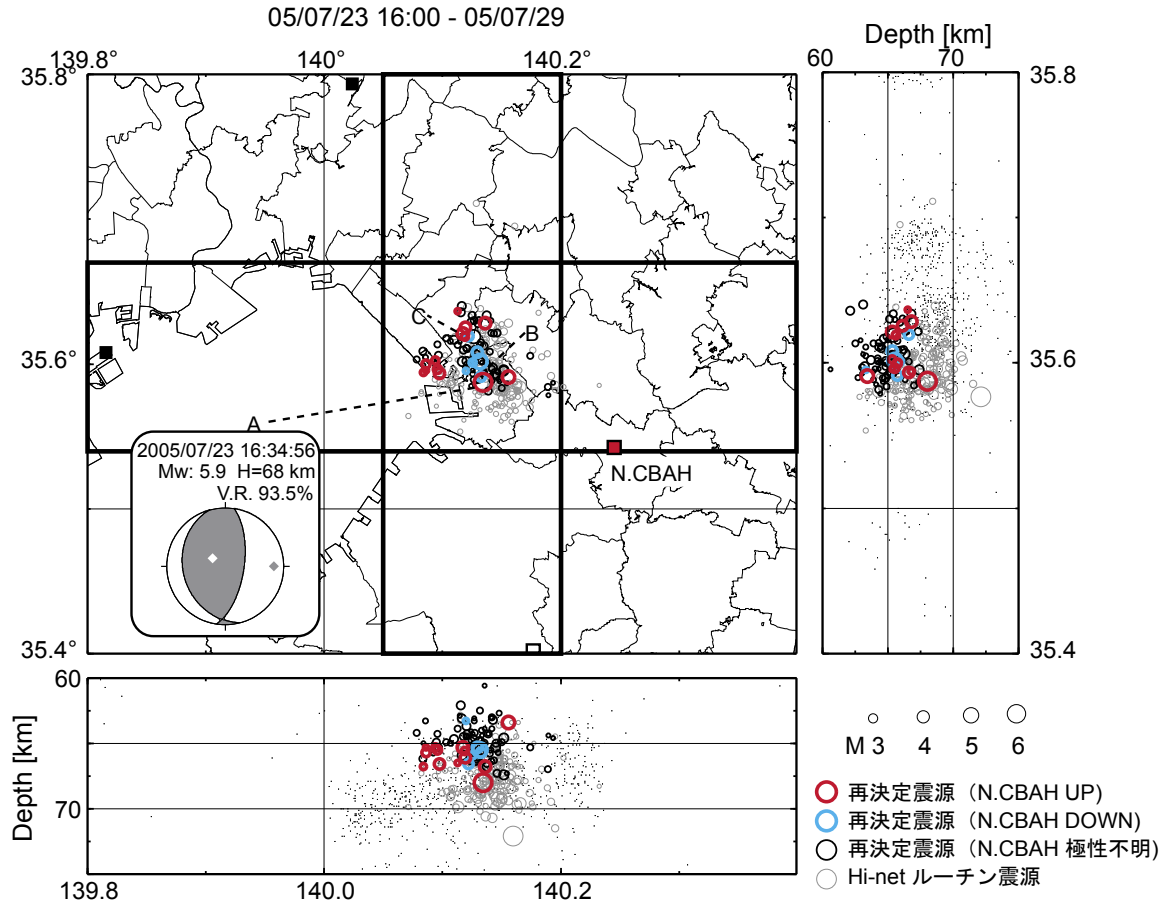 05/07/23 16:00 - 05/07/29
139.8° 140° 140.2°
35.8°
35.6°
35.4°
C
B
A
N.CBAH
2005/07/23 16:34:56
Mw: 5.9 H=68 km
V.R. 93.5%
Depth [km]
60 70
35.8
35.6
35.4
60
70
Depth [km]
139.8 140.0 140.2
M 3 4 5 6
再決定震源（N.CBAH UP)
再決定震源（N.CBAH DOWN)
再決定震源（N.CBAH 極性不明)
Hi-net ルーチン震源